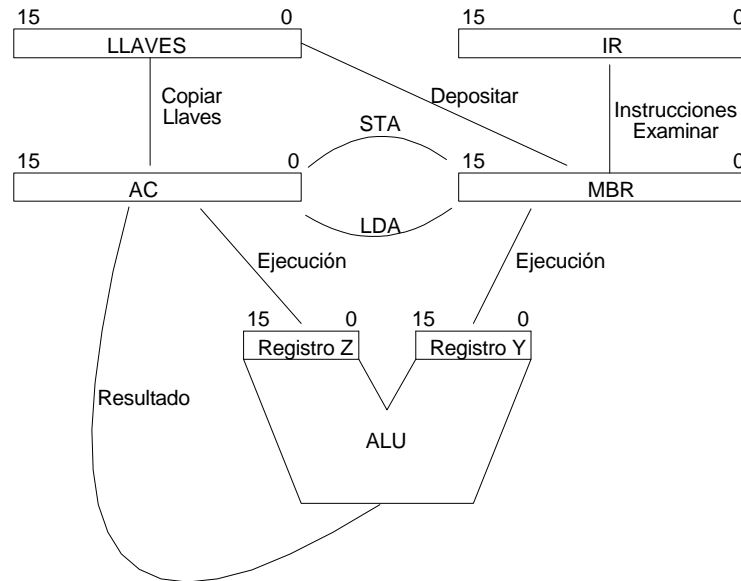 15 0
LLAVES
15 0
IR
Copiar
Llaves
Depositar
Instrucciones
Examinar
STA
15 0
AC
15 0
MBR
LDA
Ejecución
Ejecución
15 0
Registro Z
15 0
Registro Y
Resultado
ALU